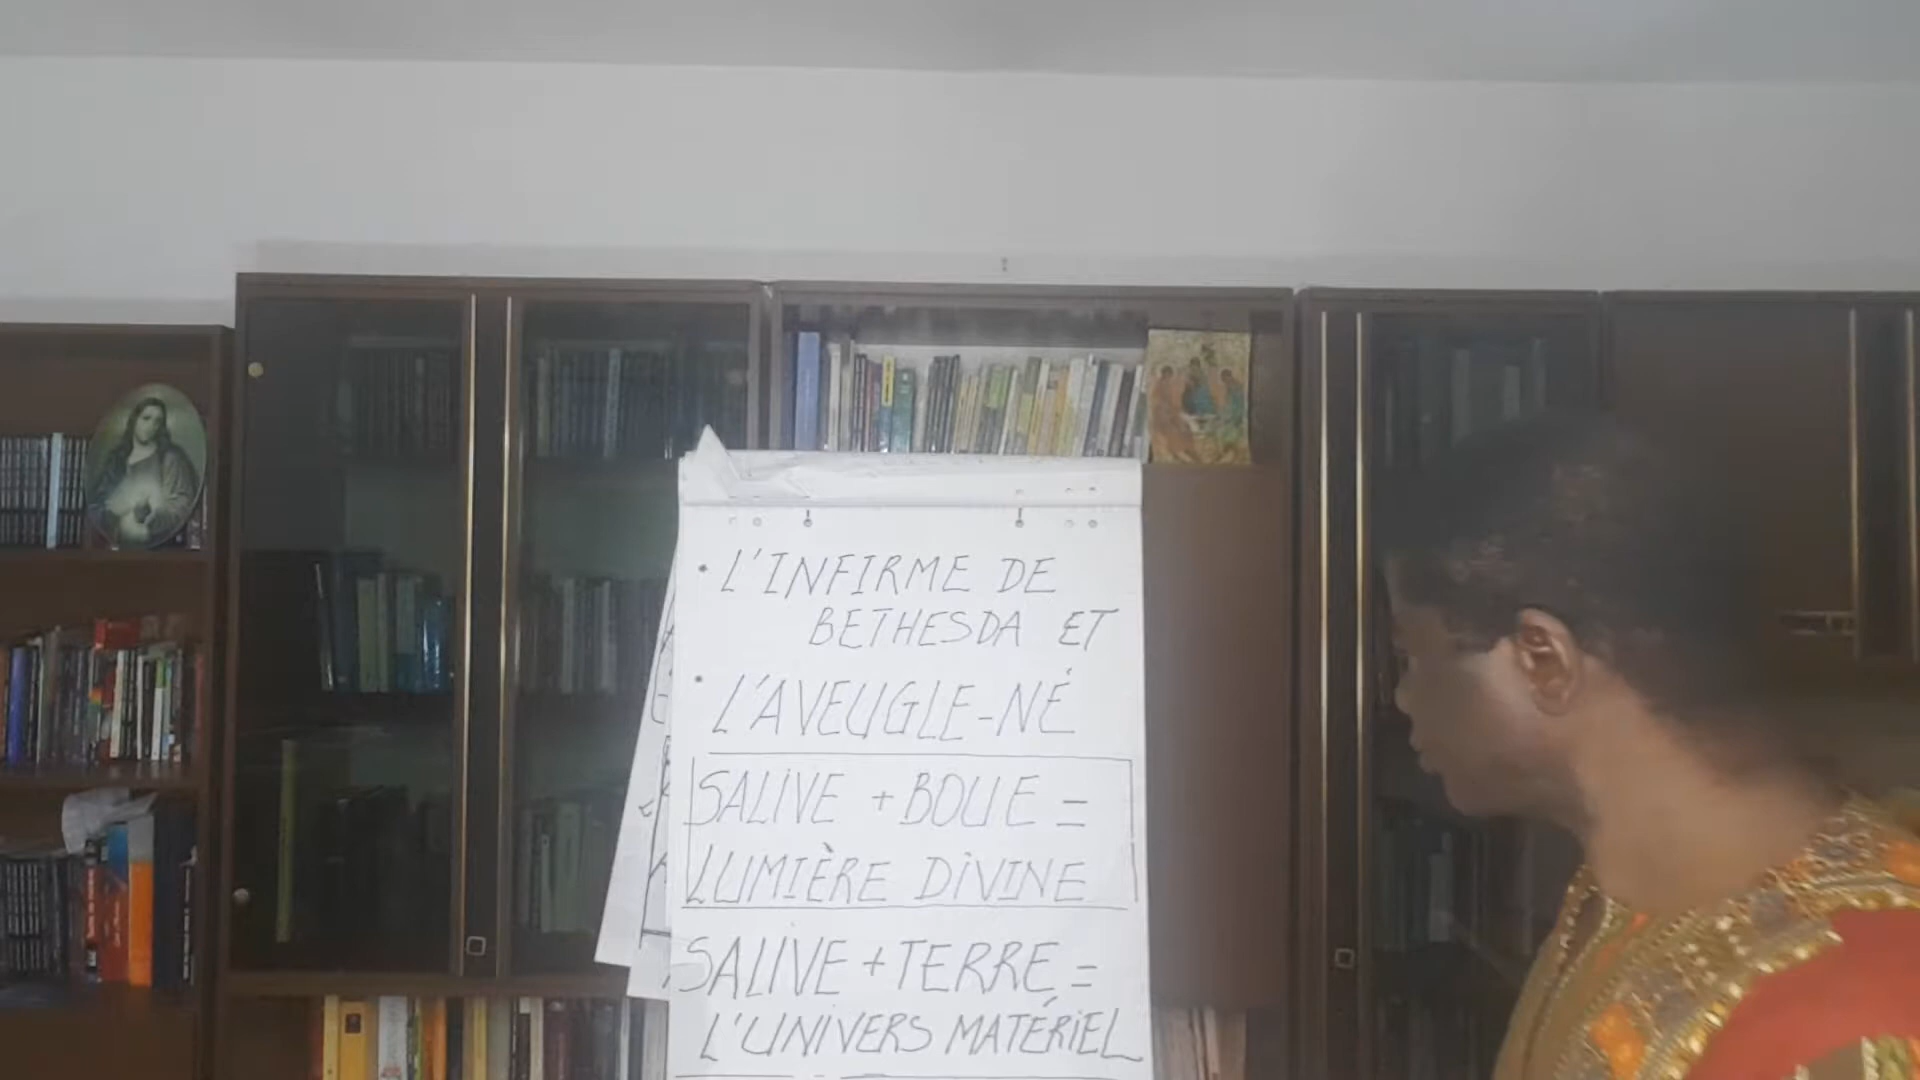 • L'INFIRME DE
BETHESDA ET
• L'AVEUGLE-NÉ
SALIVE + BOUE =
LUMIÈRE DIVINE
SALIVE + TERRE =
L'UNIVERS MATÉRIEL